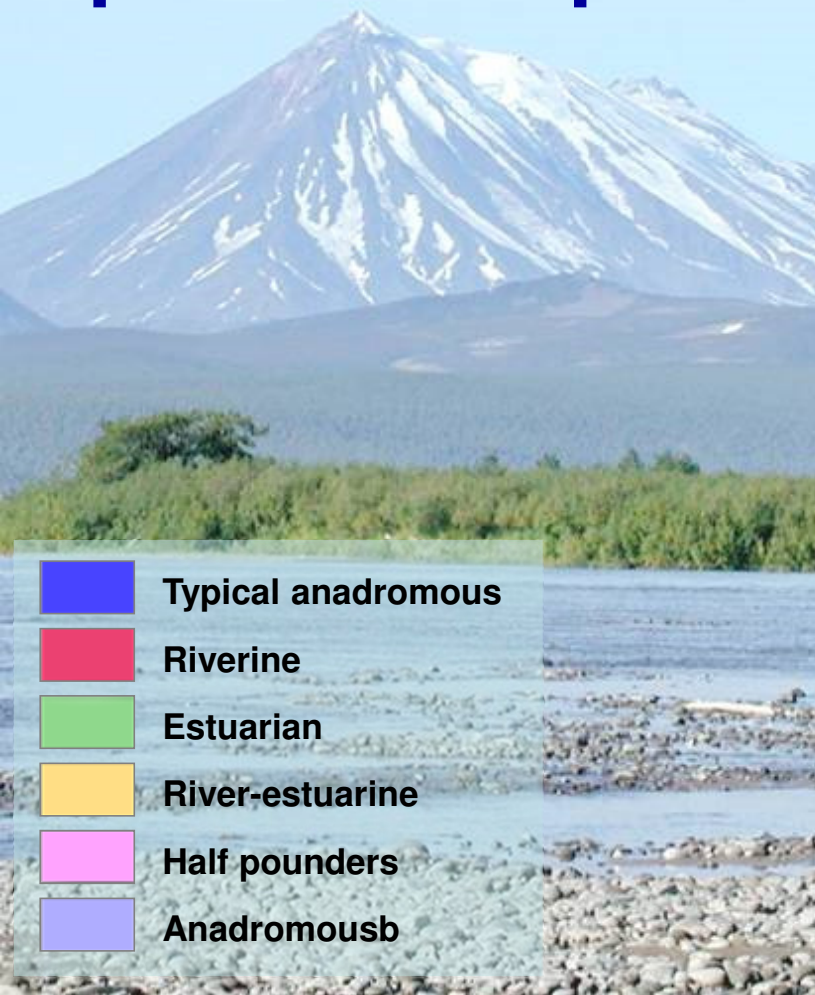 Typical anadromous
Riverine
Estuarian
River-estuarine
Half pounders
Anadromousb